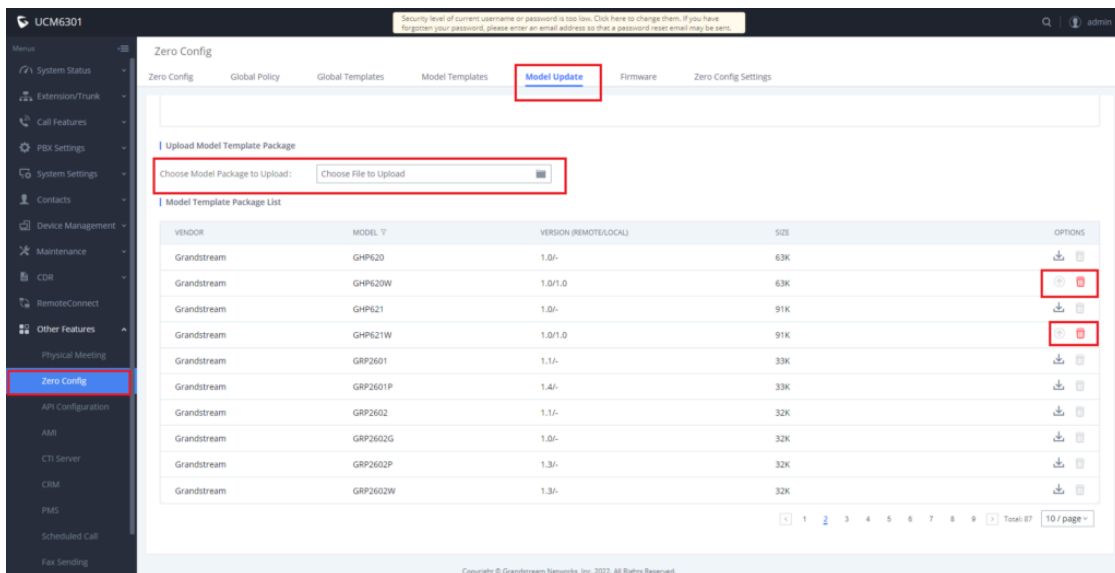 UCM6301
Security level of current username or password is too low. Click here to change them. If you have
forgotten your password, please enter an email address so that a password reset email may be sent.
admin
Menus
System Status
Extension/Trunk
Call Features
PBX Settings
System Settings
Contacts
Device Management
Maintenance
CDR
RemoteConnect
Other Features
Physical Meeting
Zero Config
API Configuration
AMI
CTI Server
CRM
PMS
Scheduled Call
Fax Sending
Zero Config
Zero Config Global Policy Global Templates Model Templates Model Update Firmware Zero Config Settings
Upload Model Template Package
Choose Model Package to Upload: Choose File to Upload
Model Template Package List
VENDOR MODEL VERSION (REMOTE/LOCAL) SIZE OPTIONS
Grandstream GHP620 1.0/- 63K
Grandstream GHP620W 1.0/1.0 63K
Grandstream GHP621 1.0/- 91K
Grandstream GHP621W 1.0/1.0 91K
Grandstream GRP2601 1.1/- 33K
Grandstream GRP2601P 1.4/- 33K
Grandstream GRP2602 1.1/- 32K
Grandstream GRP2602G 1.0/- 32K
Grandstream GRP2602P 1.3/- 32K
Grandstream GRP2602W 1.3/- 32K
< 1 2 3 4 5 6 7 8 9 > Total: 87 10 / page
Copyright © Grandstream Networks, Inc. 2022. All Rights Reserved.